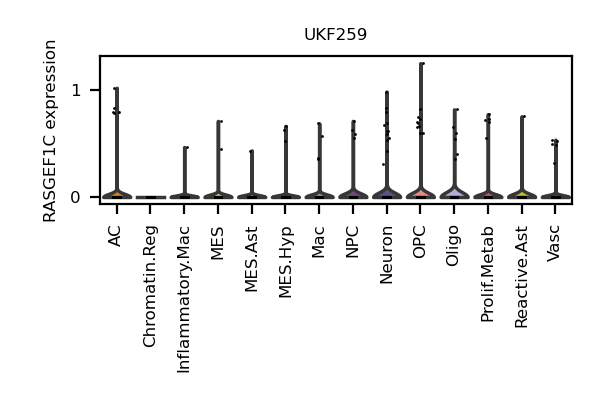 UKF259
RASGEF1C expression
1
0
AC
Chromatin.Reg
Inflammatory.Mac
MES
MES.Ast
MES.Hyp
Mac
NPC
Neuron
OPC
Oligo
Prolif.Metab
Reactive.Ast
Vasc